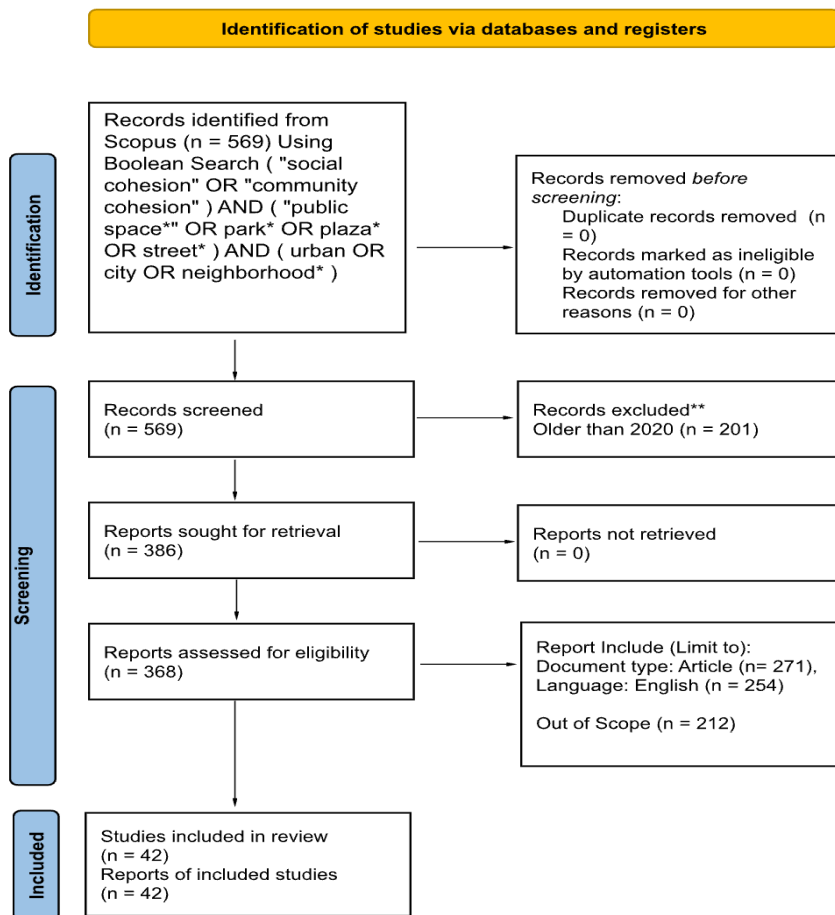 Identification of studies via databases and registers
Identification
Records identified from
Scopus (n = 569) Using
Boolean Search ( "social
cohesion" OR "community
cohesion" ) AND ( "public
space*" OR park* OR plaza*
OR street* ) AND ( urban OR
city OR neighborhood* )
Records removed before
screening:
Duplicate records removed (n
= 0)
Records marked as ineligible
by automation tools (n = 0)
Records removed for other
reasons (n = 0)
Screening
Records screened
(n = 569)
Records excluded**
Older than 2020 (n = 201)
Reports sought for retrieval
(n = 386)
Reports not retrieved
(n = 0)
Reports assessed for eligibility
(n = 368)
Report Include (Limit to):
Document type: Article (n= 271),
Language: English (n = 254)
Out of Scope (n = 212)
Included
Studies included in review
(n = 42)
Reports of included studies
(n = 42)